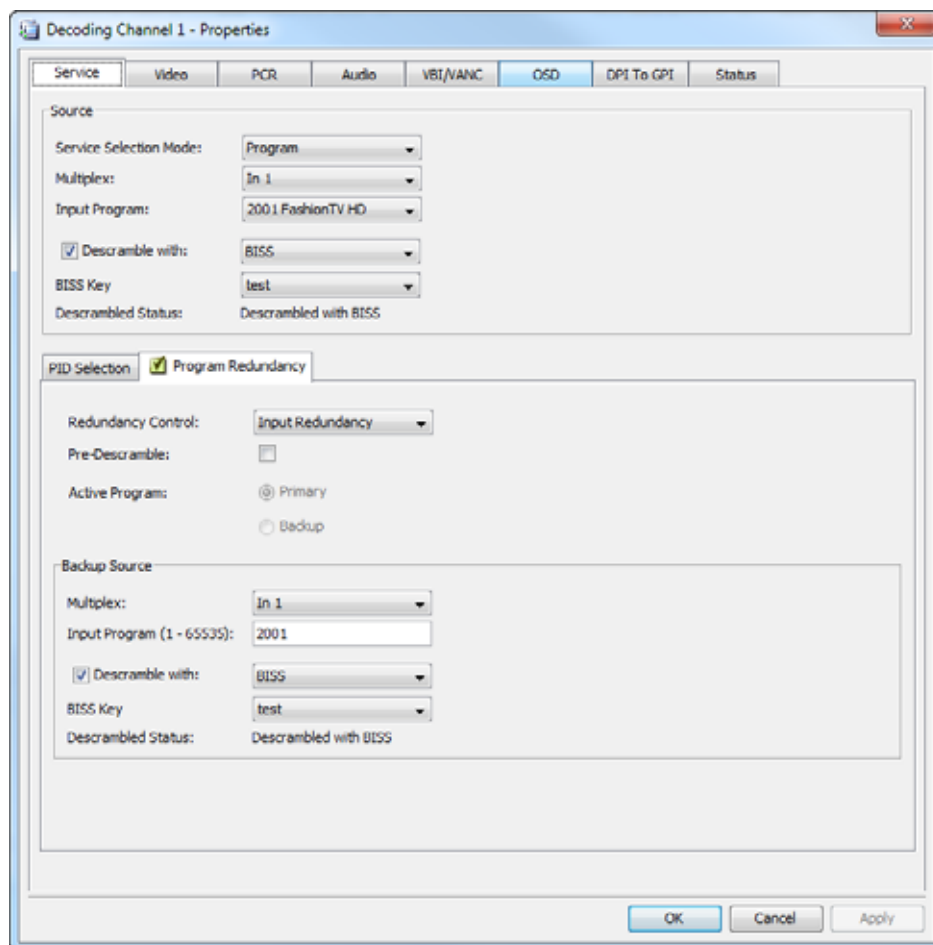 Decoding Channel 1 - Properties
Service Video PCR Audio VBI/VANC OSD DPI To GPI Status
Source
Service Selection Mode: Program
Multiplex: In 1
Input Program: 2001 FashionTV HD
Descramble with: BISS
BISS Key test
Descrambled Status: Descrambled with BISS
PID Selection Program Redundancy
Redundancy Control: Input Redundancy
Pre-Descramble:
Active Program: Primary
Backup
Backup Source
Multiplex: In 1
Input Program (1 - 65535): 2001
Descramble with: BISS
BISS Key test
Descrambled Status: Descrambled with BISS
OK Cancel Apply